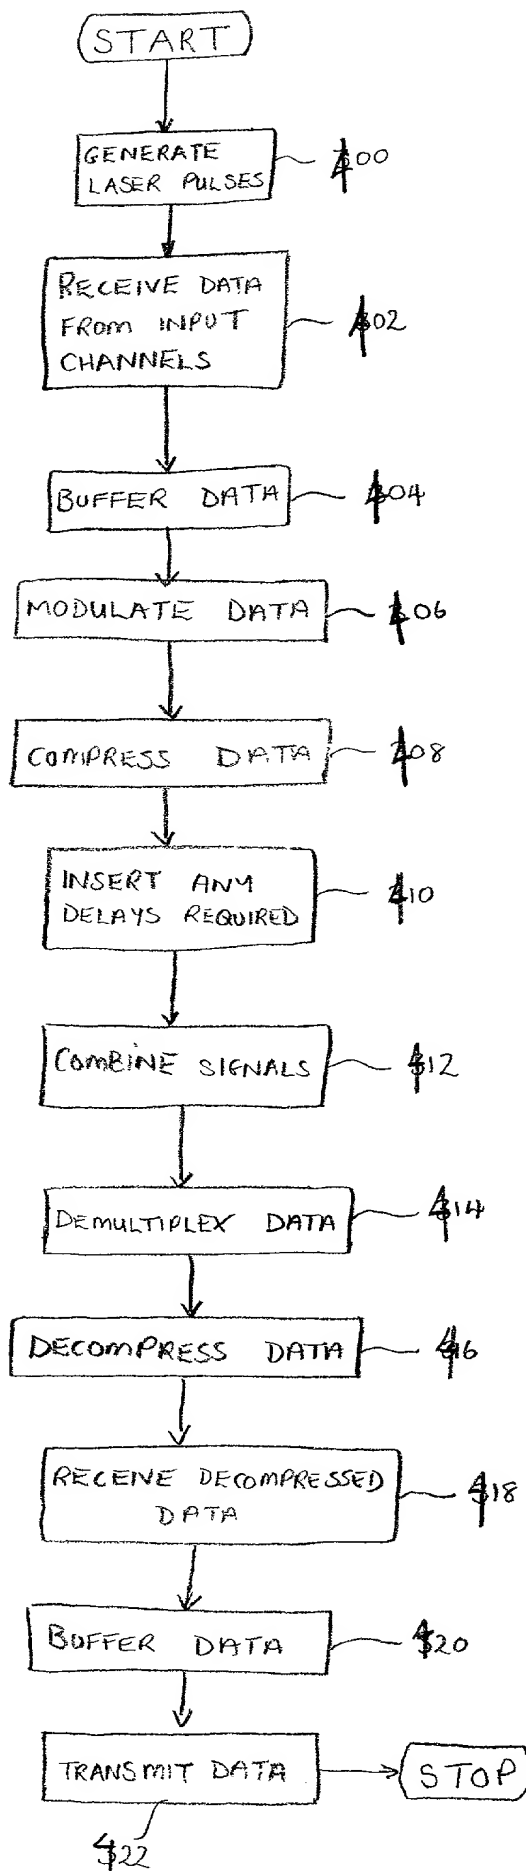 START
GENERATE
LASER PULSES
400
RECEIVE DATA
FROM INPUT
CHANNELS
402
BUFFER DATA
404
MODULATE DATA
406
COMPRESS DATA
408
INSERT ANY
DELAYS REQUIRED
410
COMBINE SIGNALS
412
DEMULTIPLEX DATA
414
DECOMPRESS DATA
416
RECEIVE DECOMPRESSED
DATA
418
BUFFER DATA
420
TRANSMIT DATA
STOP
422